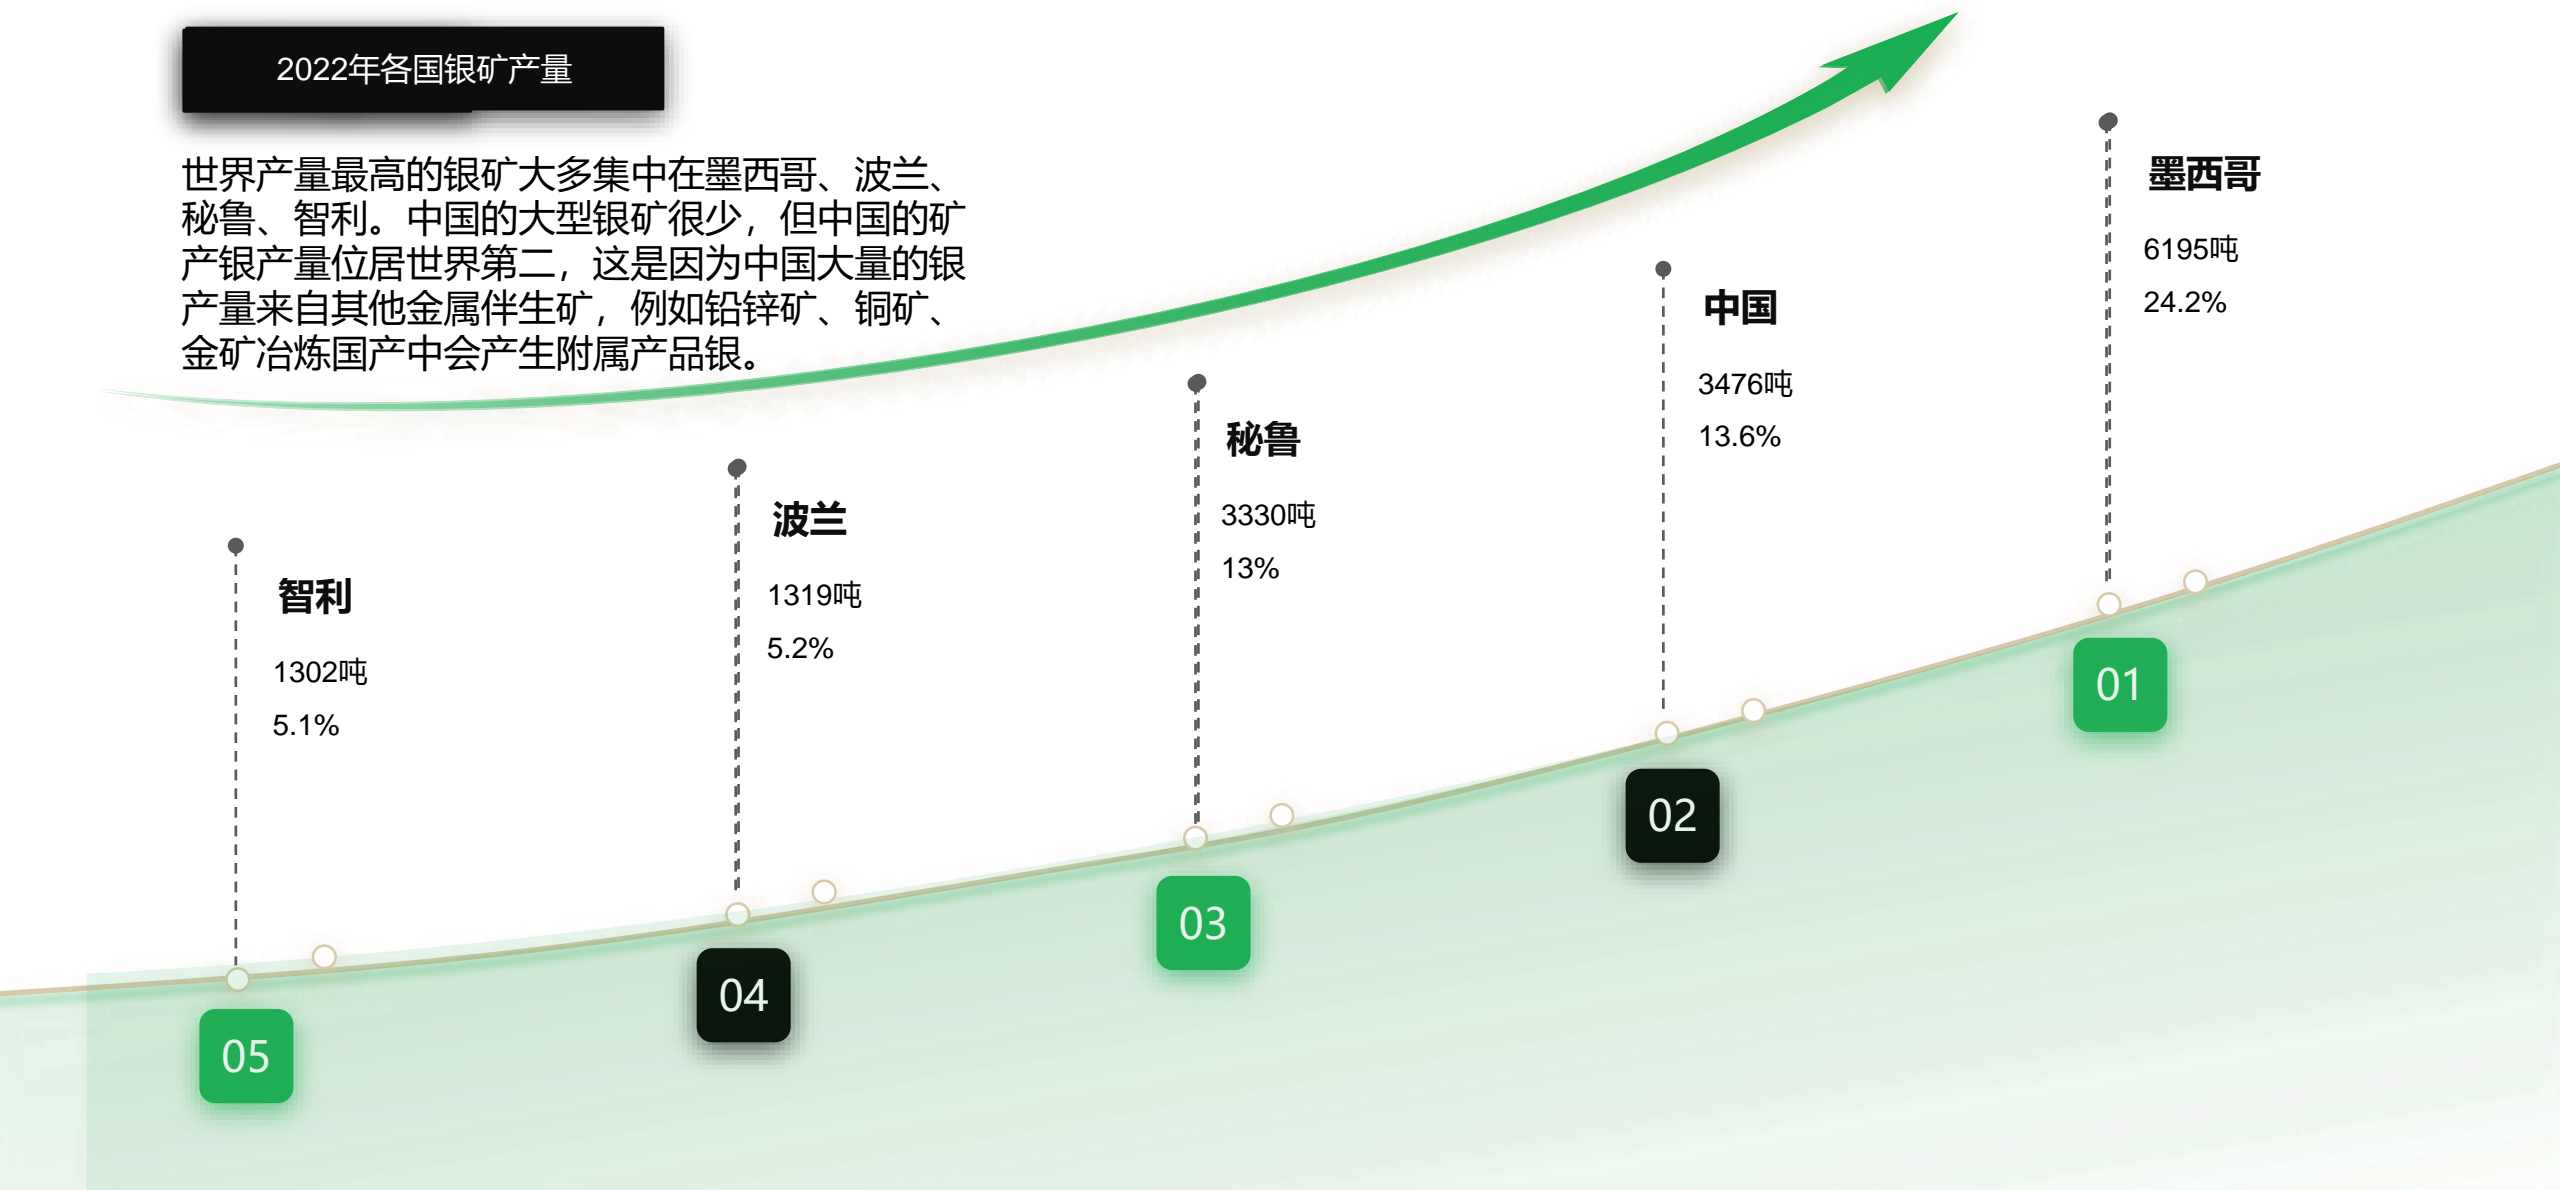 2022年各国银矿产量
世界产量最高的银矿大多集中在墨西哥、波兰、
秘鲁、智利。中国的大型银矿很少，但中国的矿
产银产量位居世界第二，这是因为中国大量的银
产量来自其他金属伴生矿，例如铅锌矿、铜矿、
金矿冶炼国产中会产生附属产品银。
墨西哥
6195吨
24.2%
01
中国
3476吨
13.6%
02
秘鲁
3330吨
13%
03
波兰
1319吨
5.2%
04
智利
1302吨
5.1%
05